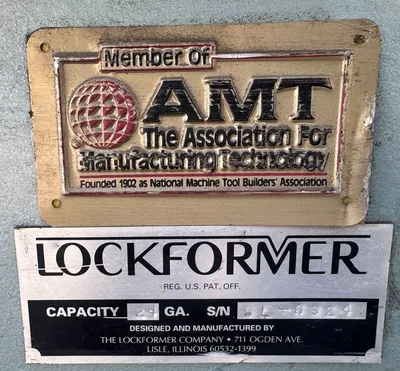 Member Of
AMT
The Association For
Manufacturing Technology
Founded 1902 as National Machine Tool Builders' Association
LOCKFORMER
REG. U.S. PAT. OFF.
CAPACITY 24 GA. S/N
DESIGNED AND MANUFACTURED BY
THE LOCKFORMER COMPANY • 711 OGDEN AVE.
LISLE, ILLINOIS 60532-1399